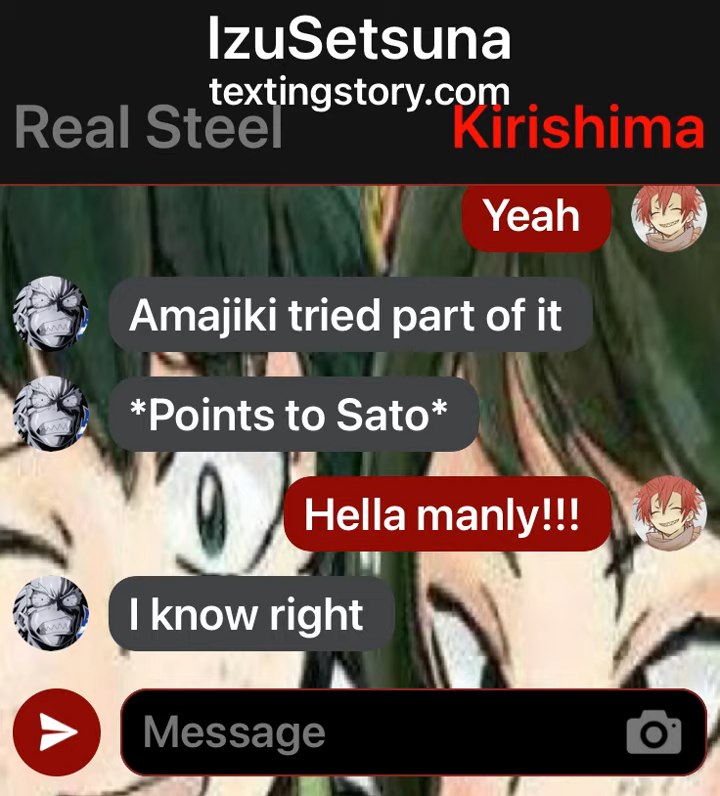 IzuSetsuna
textingstory.com
Real Steel
Kirishima
Yeah
Amajiki tried part of it
*Points to Sato*
Hella manly!!!
I know right
Message